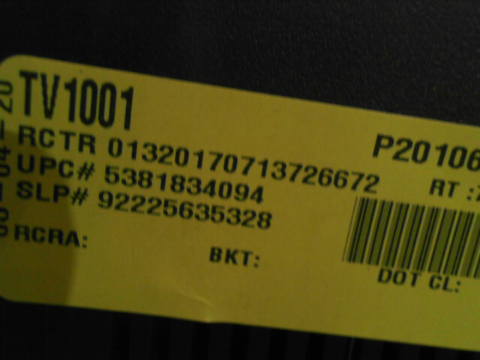 TV1001
P20106
RCTR 01320170713726672
RT :
UPC# 5381834094
SLP# 92225635328
RCRA:
BKT:
DOT CL: